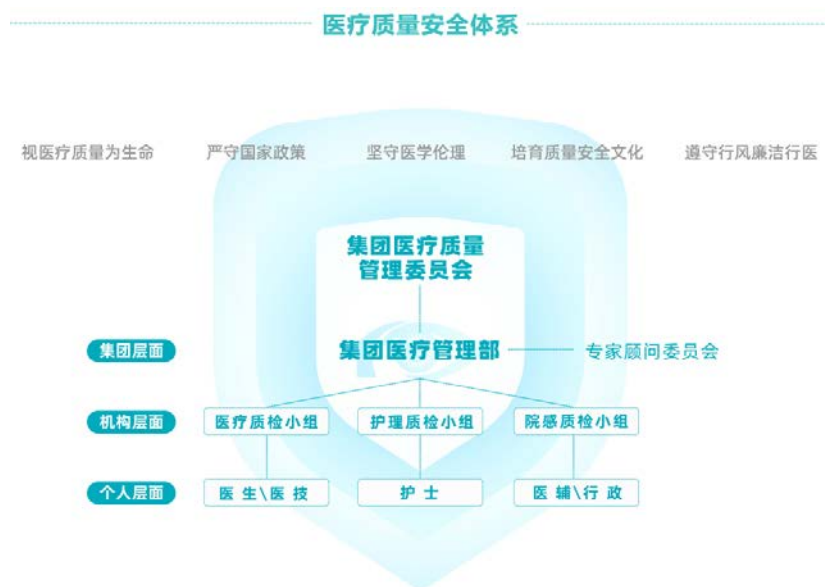 医疗质量安全体系
视医疗质量为生命 严守国家政策 坚守医学伦理 培育质量安全文化 遵守行风廉洁行医
集团医疗质量
管理委员会
集团层面 集团医疗管理部 专家顾问委员会
机构层面 医疗质检小组 护理质检小组 院感质检小组
个人层面 医生\医技 护士 医辅\行政